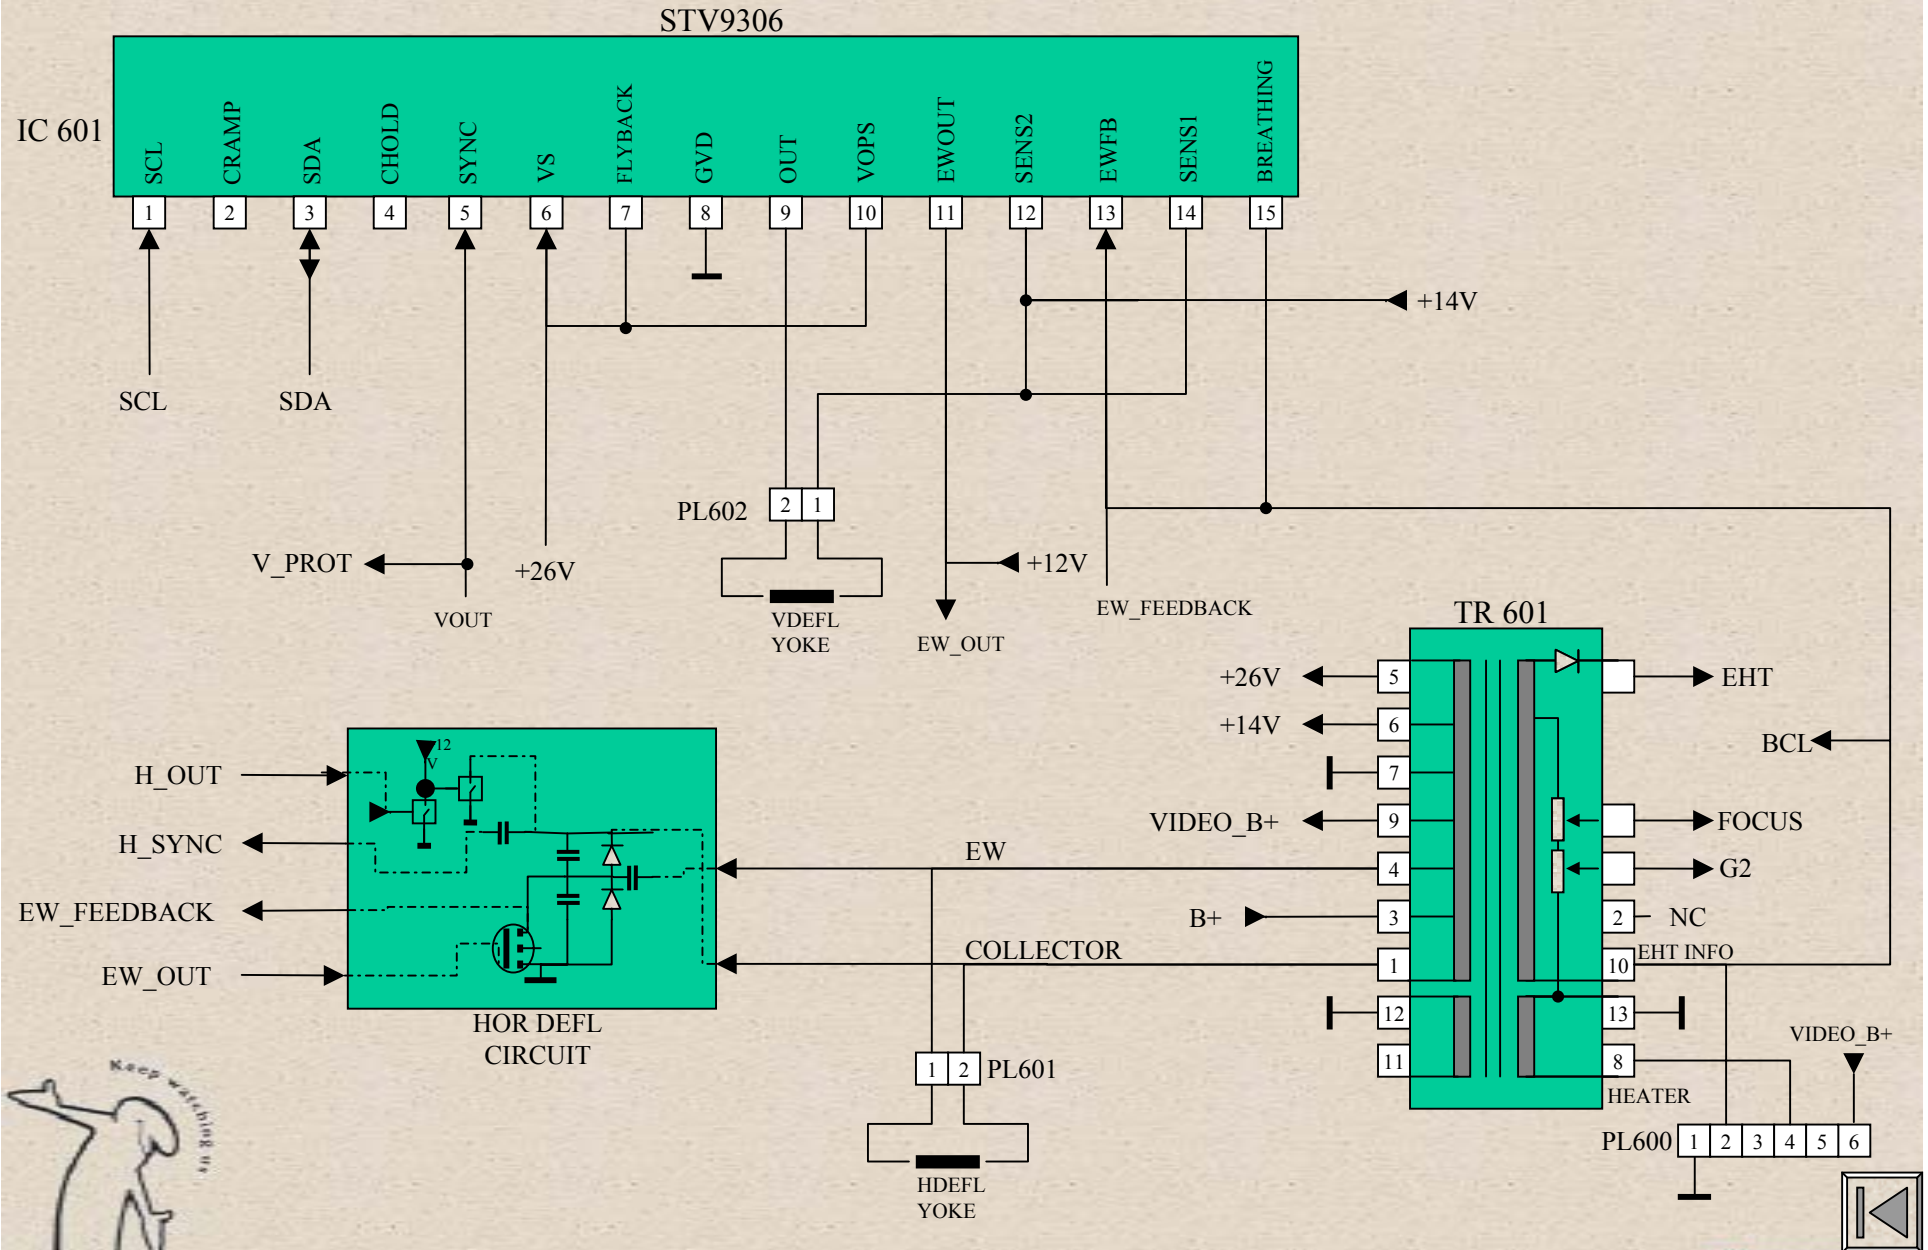 STV9306
IC 601
SCL
CRAMP
SDA
CHOLD
SYNC
VS
FLYBACK
GVD
OUT
VOPS
EWOUT
SENS2
EWFB
SENS1
BREATHING
1 2 3 4 5 6 7 8 9 10 11 12 13 14 15
+14V
SCL
SDA
PL602
2 1
V_PROT
+26V
+12V
VOUT
VDEFL
YOKE
EW_OUT
EW_FEEDBACK
TR 601
+26V
5
EHT
+14V
6
BCL
7
12
V
H_OUT
VIDEO_B+
9
FOCUS
H_SYNC
EW
4
G2
EW_FEEDBACK
B+
3
2
NC
COLLECTOR
1
10
EHT INFO
EW_OUT
12
13
HOR DEFL
CIRCUIT
VIDEO_B+
11
8
1 2
PL601
HEATER
PL600
1 2 3 4 5 6
HDEFL
YOKE
Keep watching us